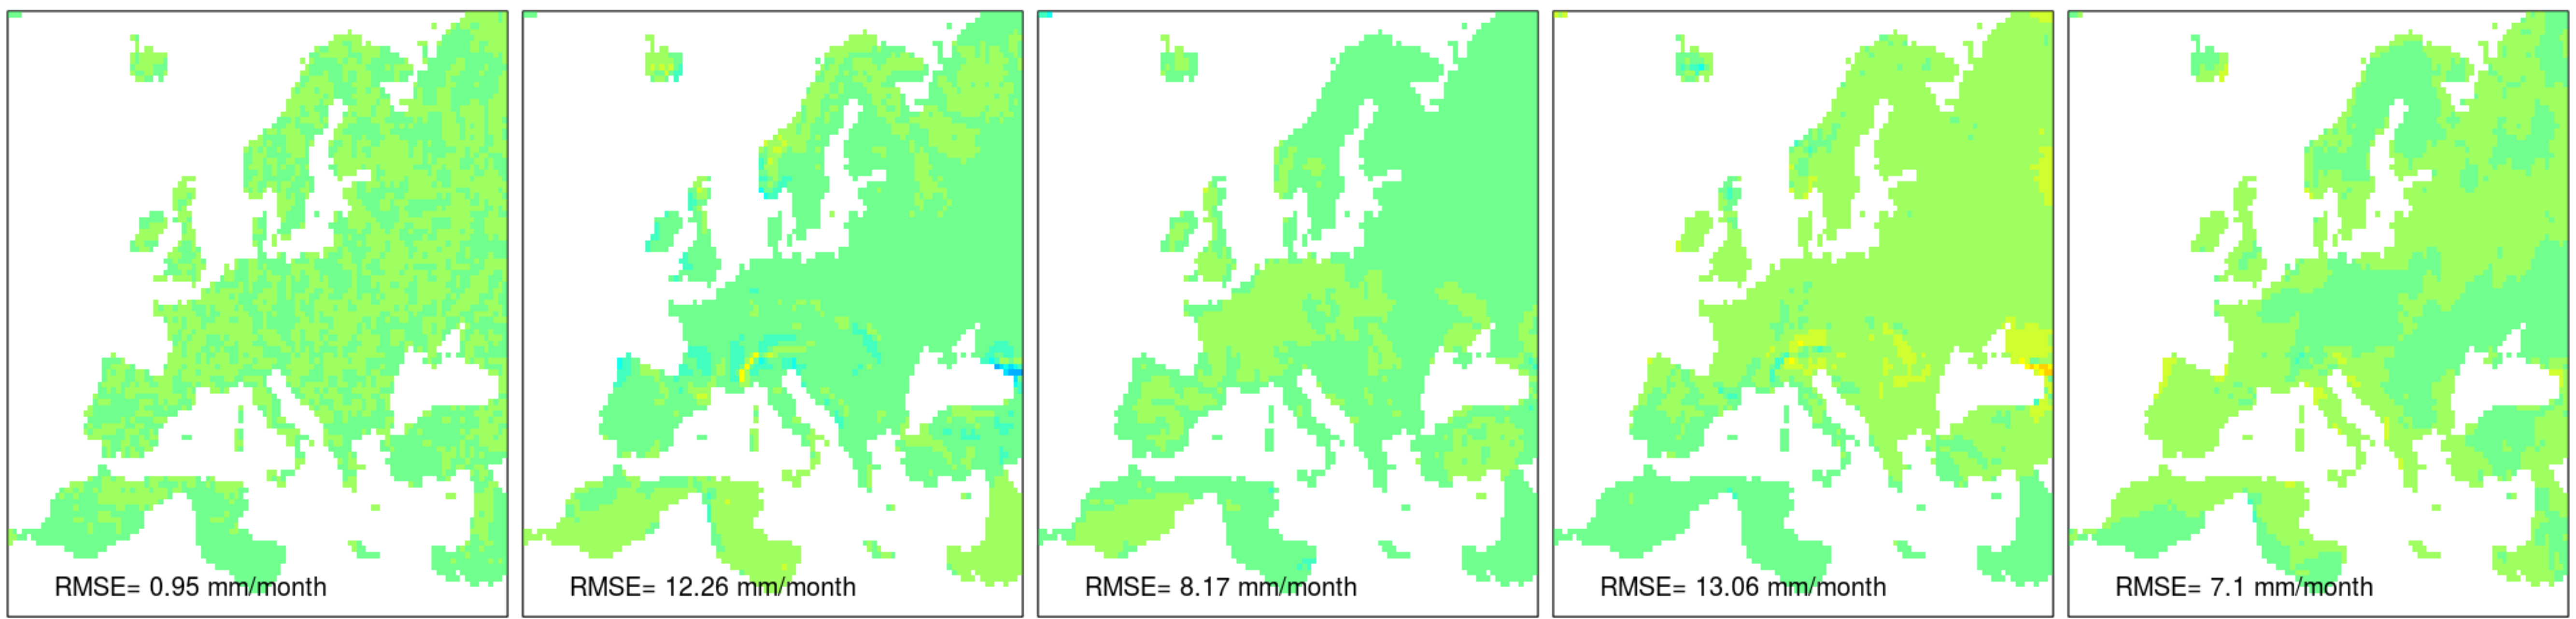 RMSE= 0.95 mm/month
RMSE= 12.26 mm/month
RMSE= 8.17 mm/month
RMSE= 13.06 mm/month
RMSE= 7.1 mm/month